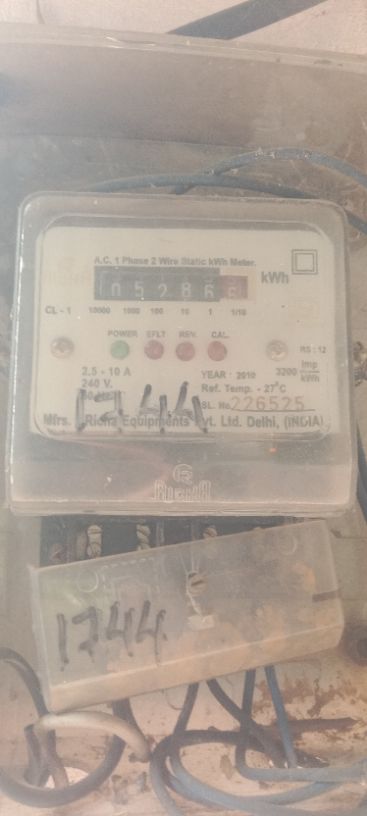 A.C. 1 Phase 2 Wire Static kWh Meter.
05286
kWh
CL - 1 10000 1000 100 10 1 1/10
POWER EFLT REV. CAL.
RS : 12
2.5 - 10 A YEAR : 2010 3200 imp/kWh
240 V. Ref. Temp. - 27°C
50 SL. No. 226525
1744
Mfrs. Richa Equipments Pvt. Ltd. Delhi, (INDIA)
RICHA
1744